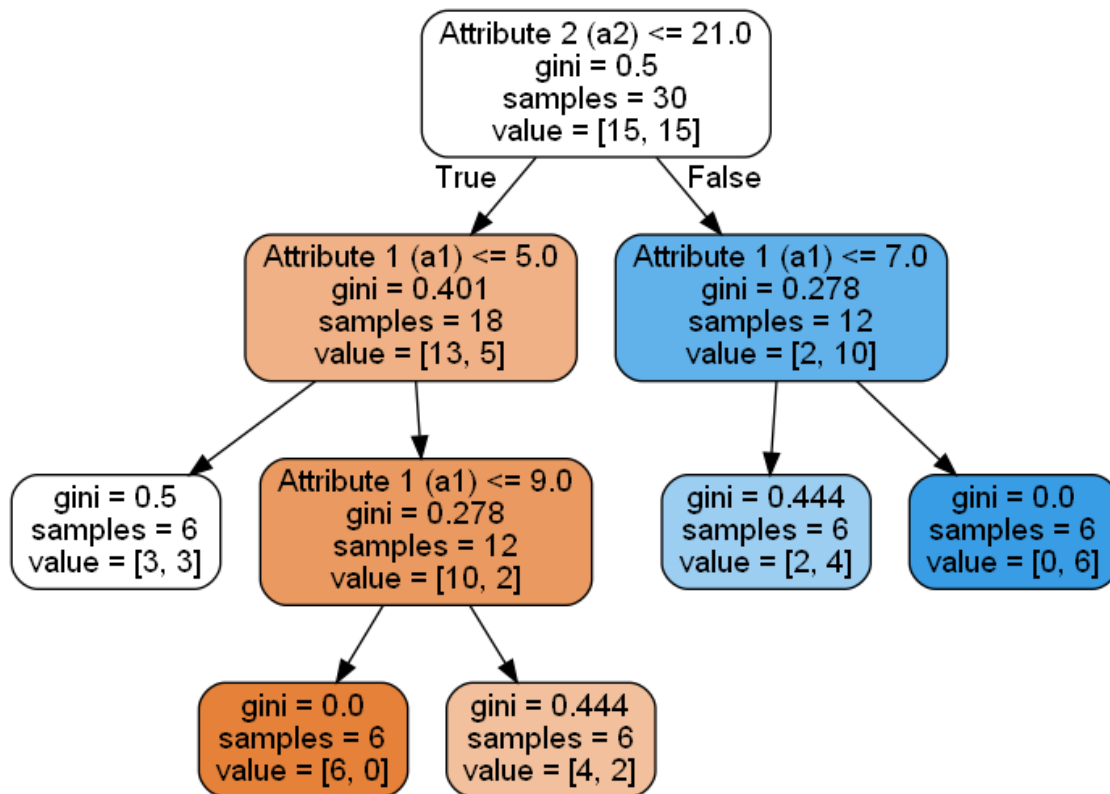 Attribute 2 (a2) <= 21.0
gini = 0.5
samples = 30
value = [15, 15]
True
False
Attribute 1 (a1) <= 5.0
gini = 0.401
samples = 18
value = [13, 5]
Attribute 1 (a1) <= 7.0
gini = 0.278
samples = 12
value = [2, 10]
gini = 0.5
samples = 6
value = [3, 3]
Attribute 1 (a1) <= 9.0
gini = 0.278
samples = 12
value = [10, 2]
gini = 0.444
samples = 6
value = [2, 4]
gini = 0.0
samples = 6
value = [0, 6]
gini = 0.0
samples = 6
value = [6, 0]
gini = 0.444
samples = 6
value = [4, 2]